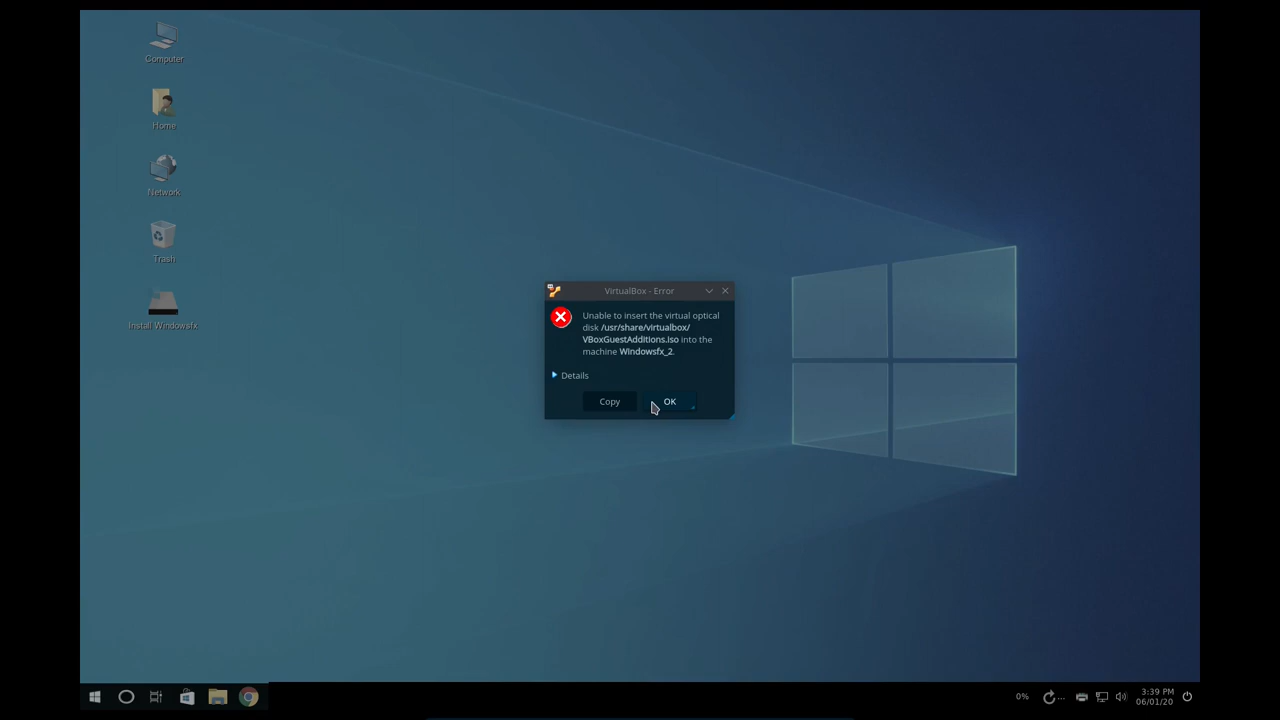 Computer
Home
Network
Trash
Install Windowsfx
VirtualBox - Error
Unable to insert the virtual optical
disk /usr/share/virtualbox/
VBoxGuestAdditions.iso into the
machine Windowsfx_2.
Details
Copy
OK
0%
...
3:39 PM
06/01/20